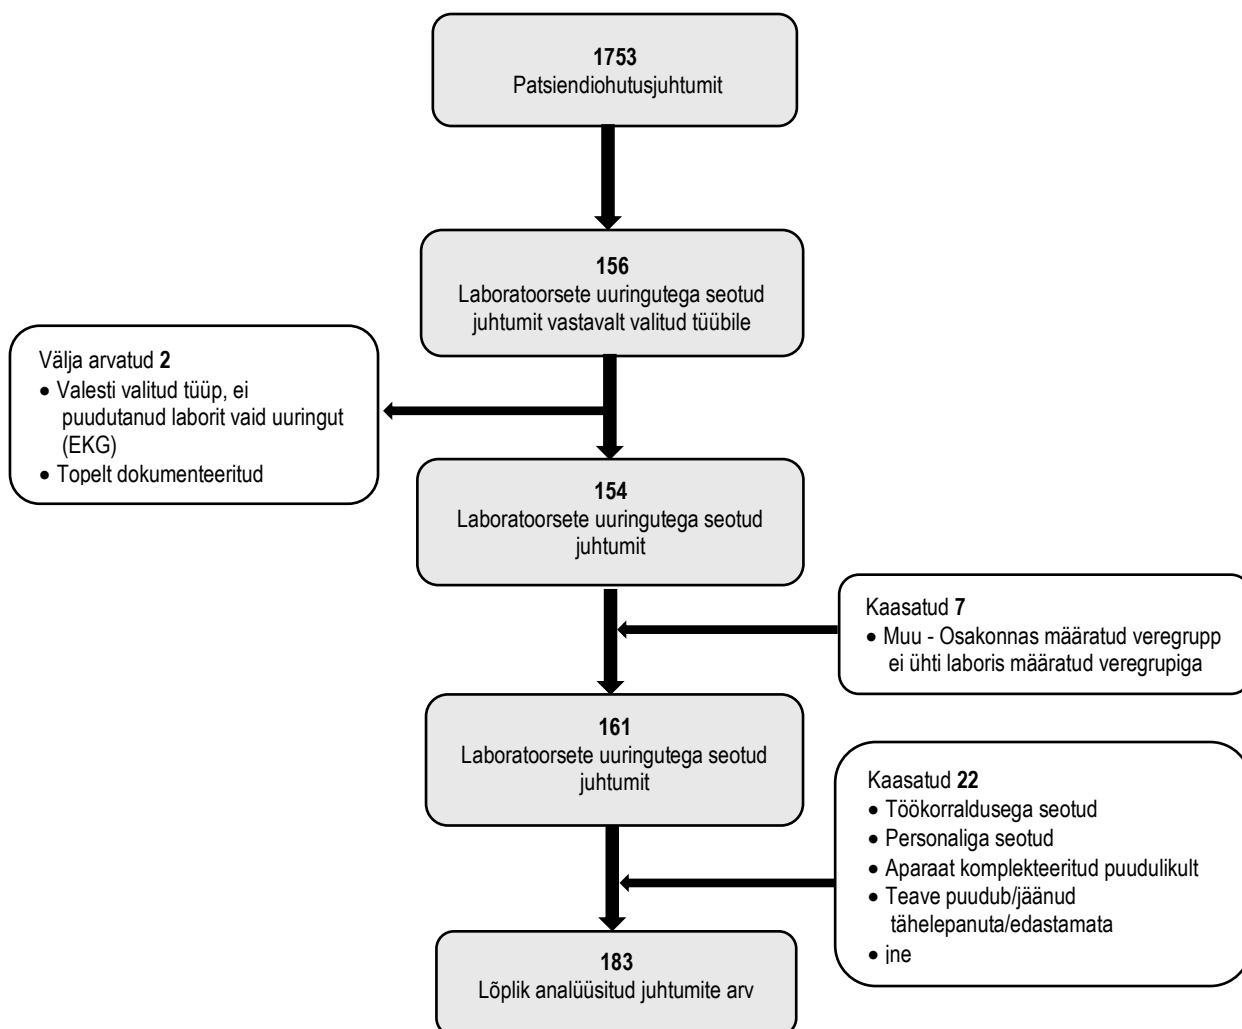 1753
Patsiendiohutusjuhtumit
156
Laboratoorsete uuringutega seotud
juhtumit vastavalt valitud tüübile
Välja arvatud 2
• Valesti valitud tüüp, ei
puudutanud laborit vaid uuringut
(EKG)
• Topelt dokumenteeritud
154
Laboratoorsete uuringutega seotud
juhtumit
Kaasatud 7
• Muu - Osakonnas määratud veregrupp
ei ühti laboris määratud veregrupiga
161
Laboratoorsete uuringutega seotud
juhtumit
Kaasatud 22
• Töökorraldusega seotud
• Personaliga seotud
• Aparaat komplekteeritud puudulikult
• Teave puudub/jäänud
tähelepanuta/edastamata
• jne
183
Lõplik analüüsitud juhtumite arv